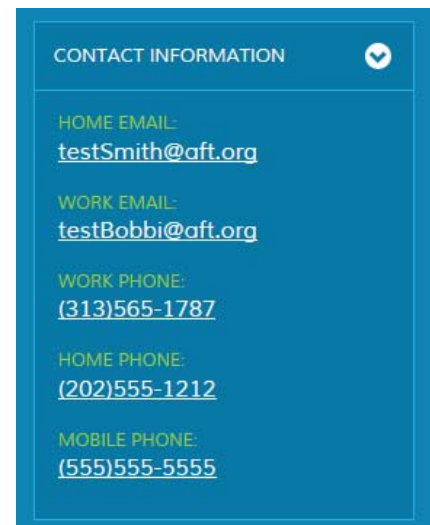 CONTACT INFORMATION
HOME EMAIL:
testSmith@aft.org
WORK EMAIL:
testBobbi@aft.org
WORK PHONE:
(313)565-1787
HOME PHONE:
(202)555-1212
MOBILE PHONE:
(555)555-5555